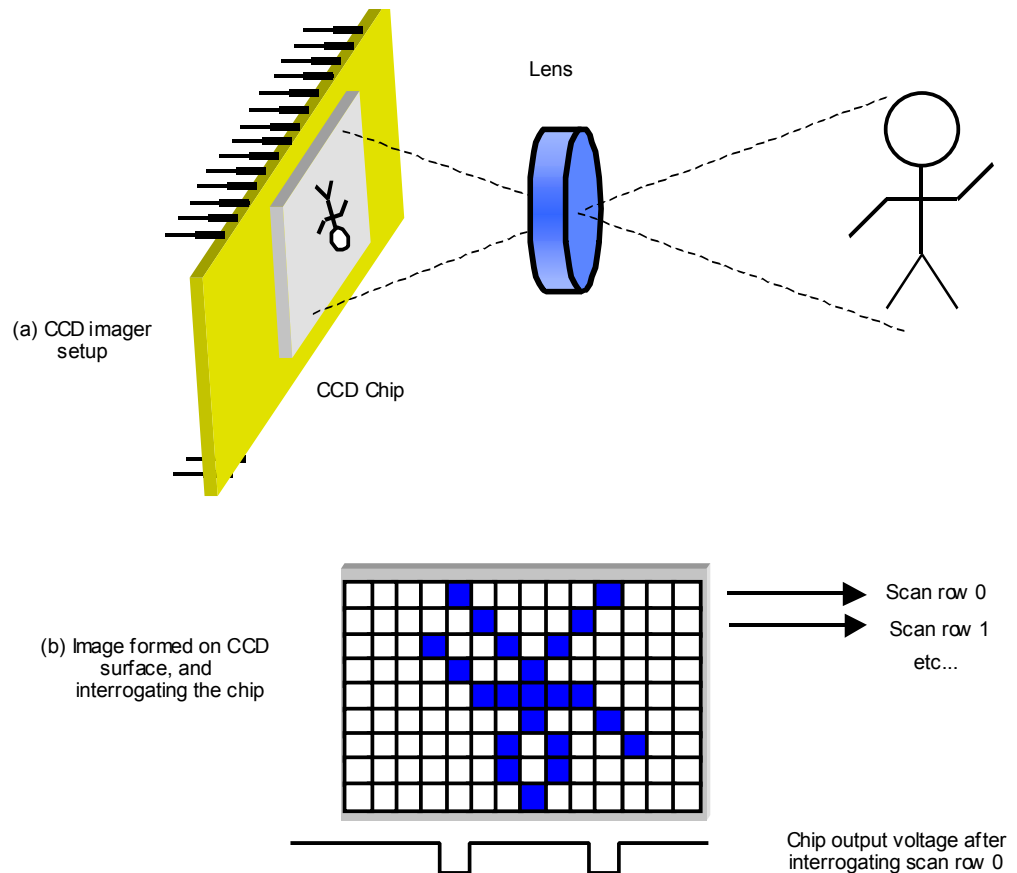 Lens
(a) CCD imager
setup
CCD Chip
(b) Image formed on CCD
surface, and
interrogating the chip
Scan row 0
Scan row 1
etc...
Chip output voltage after
interrogating scan row 0